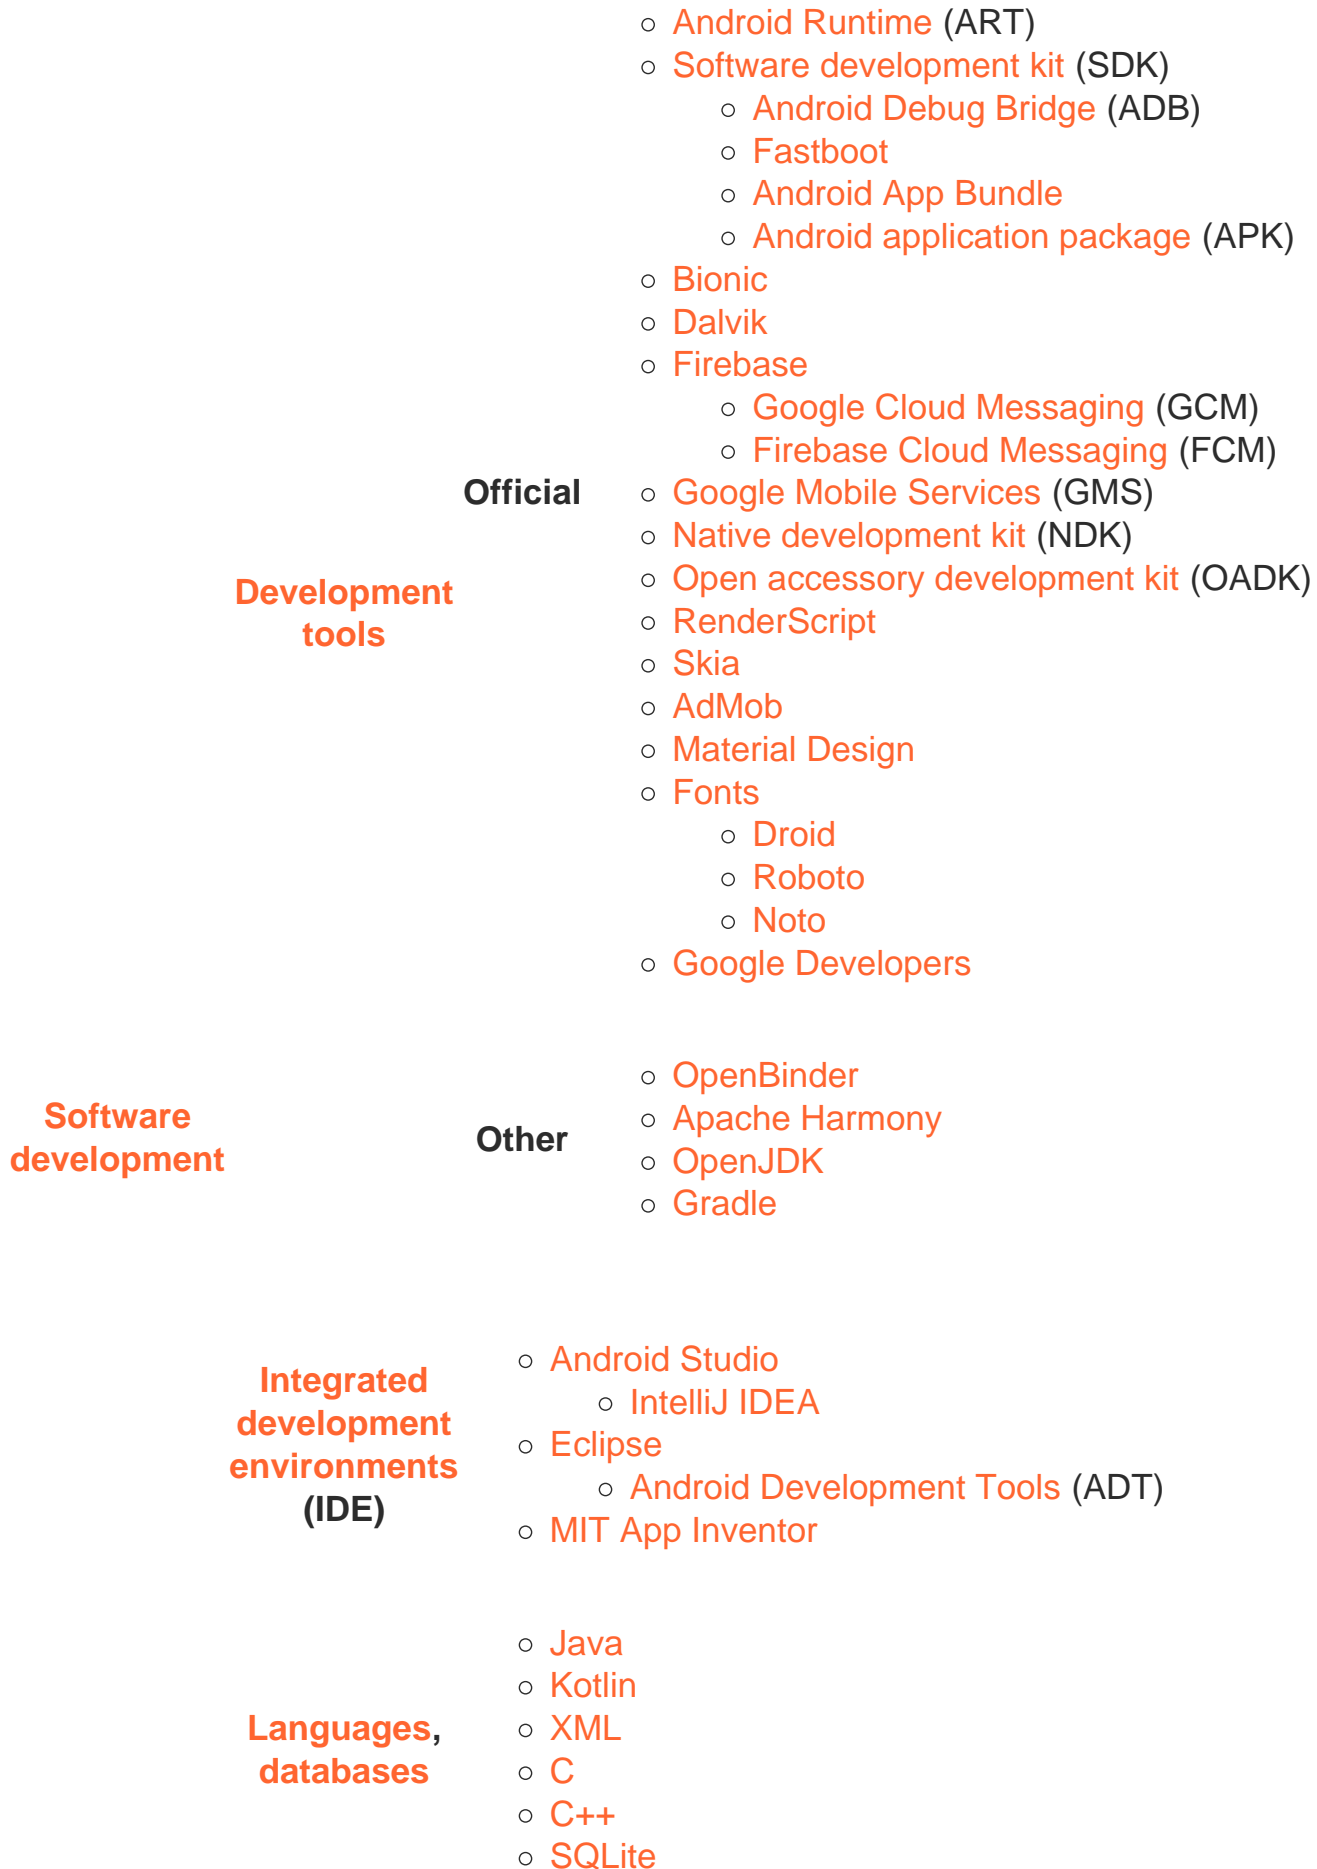 Software
development
Development
tools
Official
○ Android Runtime (ART)
○ Software development kit (SDK)
○ Android Debug Bridge (ADB)
○ Fastboot
○ Android App Bundle
○ Android application package (APK)
○ Bionic
○ Dalvik
○ Firebase
○ Google Cloud Messaging (GCM)
○ Firebase Cloud Messaging (FCM)
○ Google Mobile Services (GMS)
○ Native development kit (NDK)
○ Open accessory development kit (OADK)
○ RenderScript
○ Skia
○ AdMob
○ Material Design
○ Fonts
○ Droid
○ Roboto
○ Noto
○ Google Developers
Other
○ OpenBinder
○ Apache Harmony
○ OpenJDK
○ Gradle
Integrated
development
environments
(IDE)
○ Android Studio
○ IntelliJ IDEA
○ Eclipse
○ Android Development Tools (ADT)
○ MIT App Inventor
Languages,
databases
○ Java
○ Kotlin
○ XML
○ C
○ C++
○ SQLite